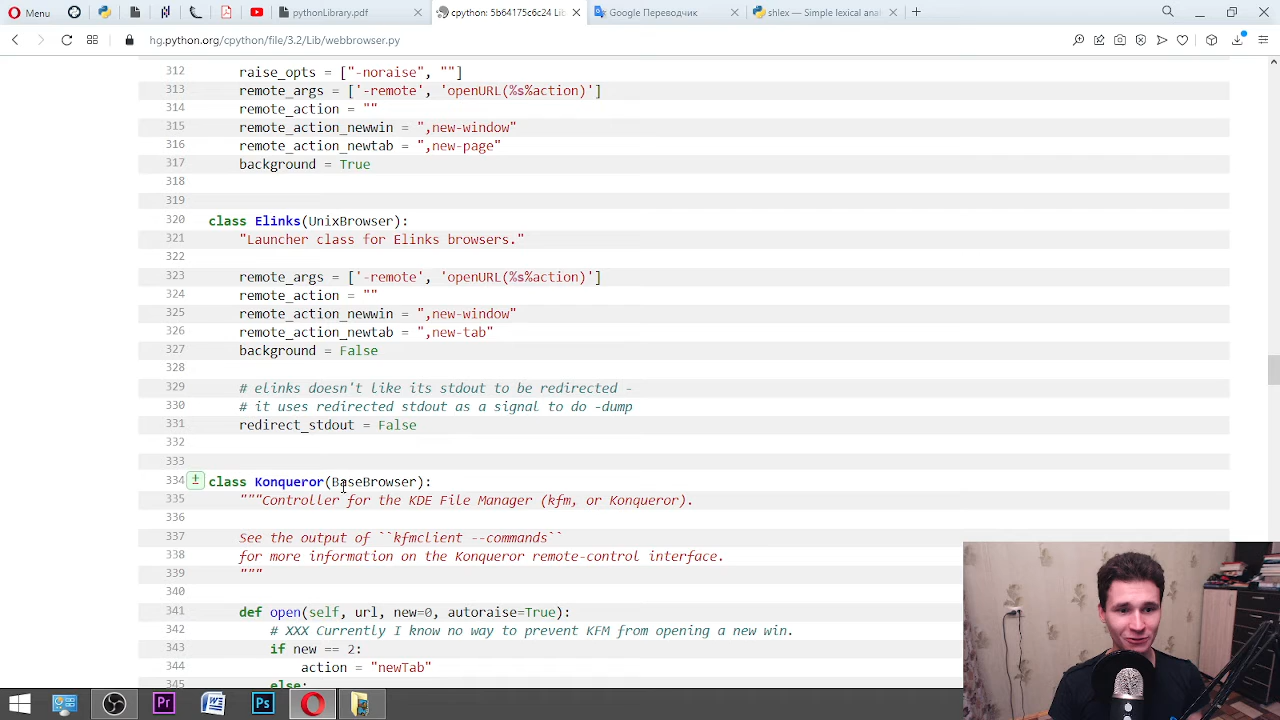 Menu
pythonLibrary.pdf
cpython: 5b64175c6c24 Lib
Google Переводчик
shlex — Simple lexical anal
hg.python.org/cpython/file/3.2/Lib/webbrowser.py
312 raise_opts = ["-noraise", ""]
313 remote_args = ['-remote', 'openURL(%s%action)']
314 remote_action = ""
315 remote_action_newwin = ",new-window"
316 remote_action_newtab = ",new-page"
317 background = True
318
319
320 class Elinks(UnixBrowser):
321 "Launcher class for Elinks browsers."
322
323 remote_args = ['-remote', 'openURL(%s%action)']
324 remote_action = ""
325 remote_action_newwin = ",new-window"
326 remote_action_newtab = ",new-tab"
327 background = False
328
329 # elinks doesn't like its stdout to be redirected -
330 # it uses redirected stdout as a signal to do -dump
331 redirect_stdout = False
332
333
334 class Konqueror(BaseBrowser):
335 """Controller for the KDE File Manager (kfm, or Konqueror).
336
337 See the output of ``kfmclient --commands``
338 for more information on the Konqueror remote-control interface.
339 """
340
341 def open(self, url, new=0, autoraise=True):
342 # XXX Currently I know no way to prevent KFM from opening a new win.
343 if new == 2:
344 action = "newTab"
345 else:
Pr
Ps